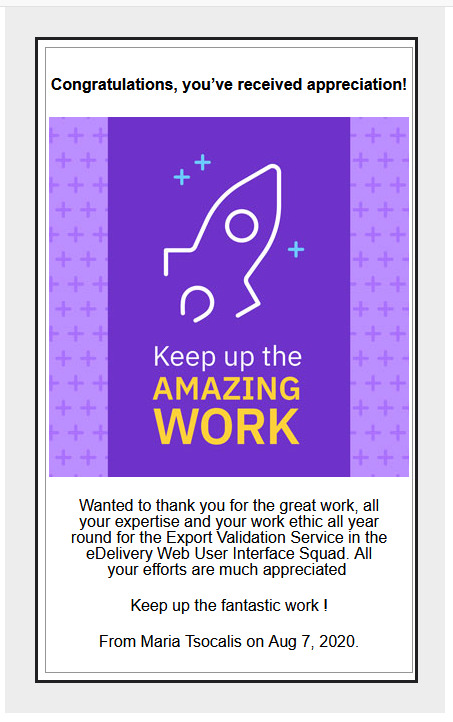 Congratulations, you’ve received appreciation!
Keep up the
AMAZING
WORK
Wanted to thank you for the great work, all
your expertise and your work ethic all year
round for the Export Validation Service in the
eDelivery Web User Interface Squad. All
your efforts are much appreciated
Keep up the fantastic work !
From Maria Tsocalis on Aug 7, 2020.